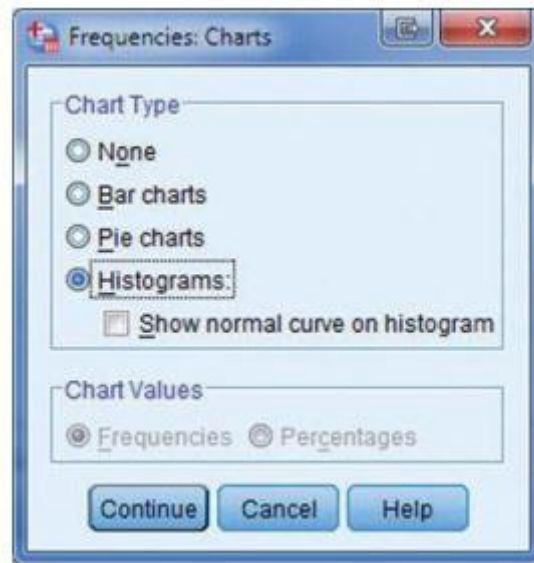 Frequencies: Charts
Chart Type
None
Bar charts
Pie charts
Histograms:
Show normal curve on histogram
Chart Values
Frequencies Percentages
Continue Cancel Help